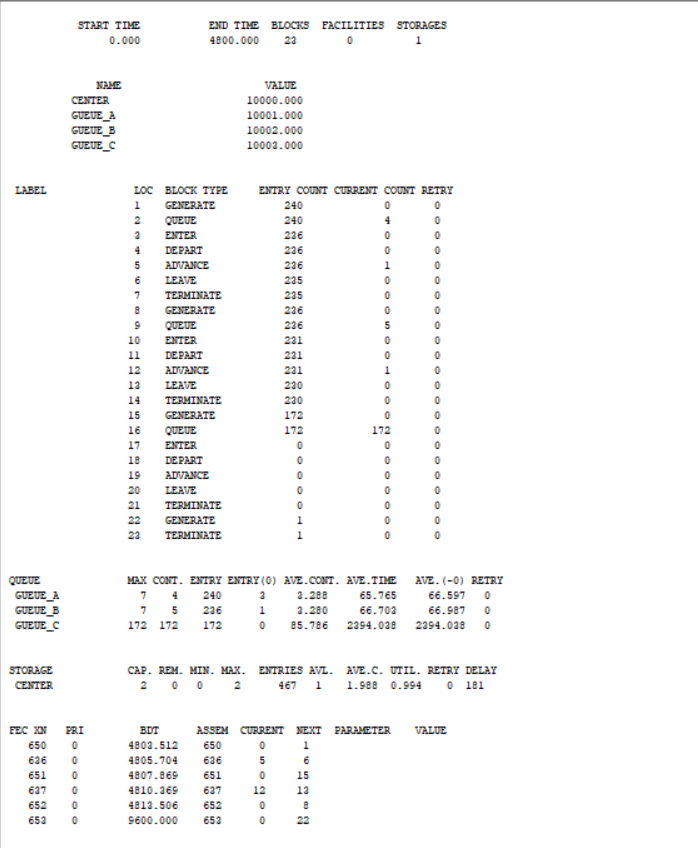 START TIME END TIME BLOCKS FACILITIES STORAGES
0.000 4800.000 23 0 1
NAME VALUE
CENTER 10000.000
GUEUE_A 10001.000
GUEUE_B 10002.000
GUEUE_C 10003.000
LABEL LOC BLOCK TYPE ENTRY COUNT CURRENT COUNT RETRY
1 GENERATE 240 0 0
2 QUEUE 240 4 0
3 ENTER 236 0 0
4 DEPART 236 0 0
5 ADVANCE 236 1 0
6 LEAVE 235 0 0
7 TERMINATE 235 0 0
8 GENERATE 236 0 0
9 QUEUE 236 5 0
10 ENTER 231 0 0
11 DEPART 231 0 0
12 ADVANCE 231 1 0
13 LEAVE 230 0 0
14 TERMINATE 230 0 0
15 GENERATE 172 0 0
16 QUEUE 172 172 0
17 ENTER 0 0 0
18 DEPART 0 0 0
19 ADVANCE 0 0 0
20 LEAVE 0 0 0
21 TERMINATE 0 0 0
22 GENERATE 1 0 0
23 TERMINATE 1 0 0
QUEUE MAX CONT. ENTRY ENTRY(0) AVE.CONT. AVE.TIME AVE.(-0) RETRY
GUEUE_A 7 4 240 3 3.288 65.765 66.597 0
GUEUE_B 7 5 236 1 3.280 66.703 66.987 0
GUEUE_C 172 172 172 0 85.786 2394.038 2394.038 0
STORAGE CAP. REM. MIN. MAX. ENTRIES AVL. AVE.C. UTIL. RETRY DELAY
CENTER 2 0 0 2 467 1 1.988 0.994 0 181
FEC XN PRI BDT ASSEM CURRENT NEXT PARAMETER VALUE
650 0 4803.512 650 0 1
636 0 4805.704 636 5 6
651 0 4807.869 651 0 15
637 0 4810.369 637 12 13
652 0 4813.506 652 0 8
653 0 9600.000 653 0 22